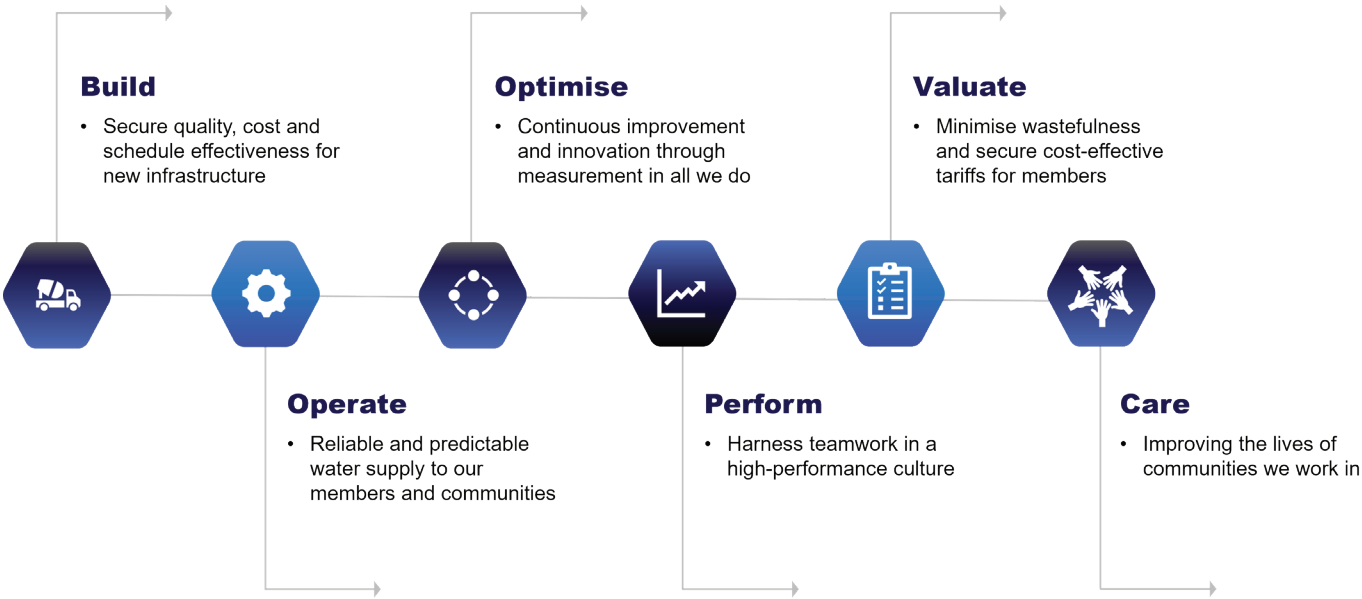 Build
• Secure quality, cost and
schedule effectiveness for
new infrastructure
Operate
• Reliable and predictable
water supply to our
members and communities
Optimise
• Continuous improvement
and innovation through
measurement in all we do
Perform
• Harness teamwork in a
high-performance culture
Valuate
• Minimise wastefulness
and secure cost-effective
tariffs for members
Care
• Improving the lives of
communities we work in